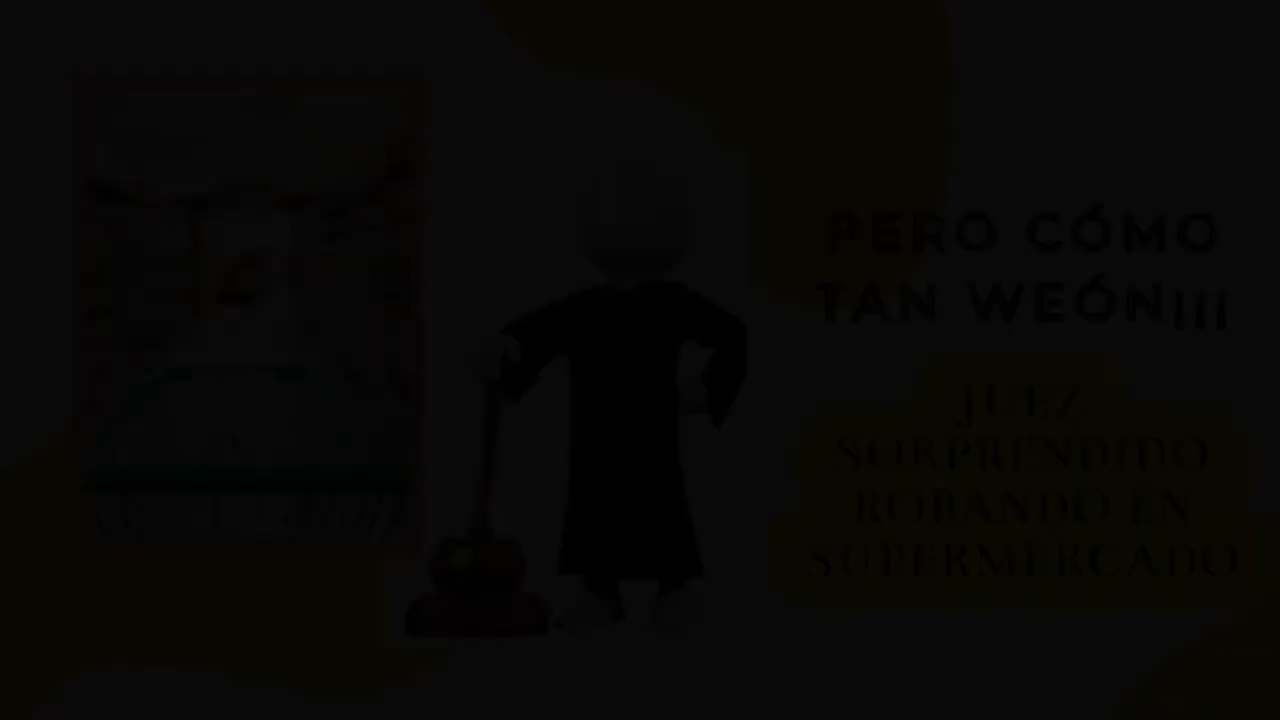 PERO CÓMO
TAN WEÓN¡¡¡
JUEZ
SORPRENDIDO
ROBANDO EN
SUPERMERCADO